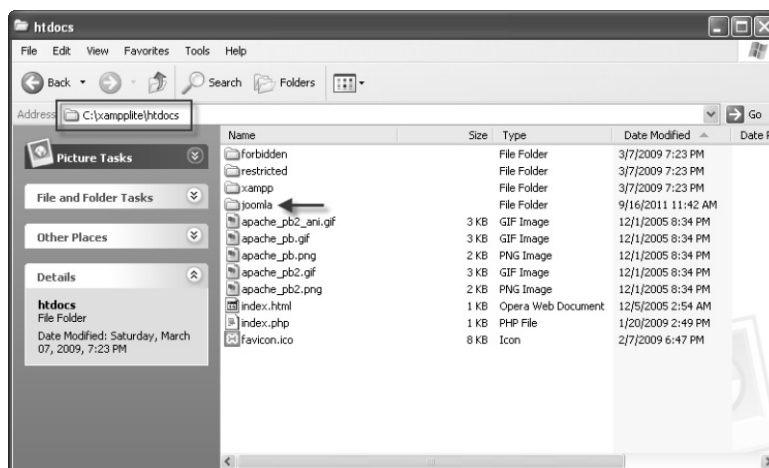 htdocs
File Edit View Favorites Tools Help
Back Search Folders
Address C:\xampplite\htdocs Go
Name Size Type Date Modified Date
Picture Tasks
File and Folder Tasks
Other Places
Details
htdocs
File Folder
Date Modified: Saturday, March
07, 2009, 7:23 PM
forbidden File Folder 3/7/2009 7:23 PM
restricted File Folder 3/7/2009 7:23 PM
xampp File Folder 3/7/2009 7:23 PM
joomla File Folder 9/16/2011 11:42 AM
apache_pb2_ani.gif 3 KB GIF Image 12/1/2005 8:34 PM
apache_pb.gif 3 KB GIF Image 12/1/2005 8:34 PM
apache_pb.png 2 KB PNG Image 12/1/2005 8:34 PM
apache_pb2.gif 3 KB GIF Image 12/1/2005 8:34 PM
apache_pb2.png 2 KB PNG Image 12/1/2005 8:34 PM
index.html 1 KB Opera Web Document 12/5/2005 2:54 AM
index.php 1 KB PHP File 1/20/2009 2:49 PM
favicon.ico 8 KB Icon 2/7/2009 6:47 PM